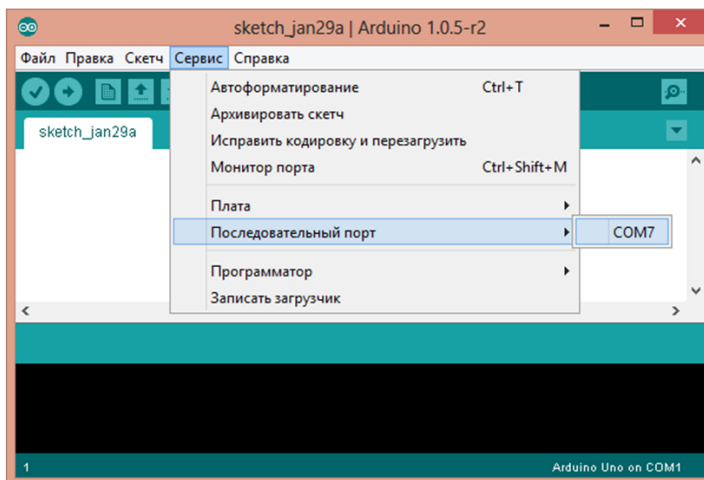 sketch_jan29a | Arduino 1.0.5-r2
Файл Правка Скетч Сервис Справка
Автоформатирование Ctrl+T
Архивировать скетч
sketch_jan29a
Исправить кодировку и перезагрузить
Монитор порта Ctrl+Shift+M
Плата
Последовательный порт COM7
Программатор
Записать загрузчик
1 Arduino Uno on COM1